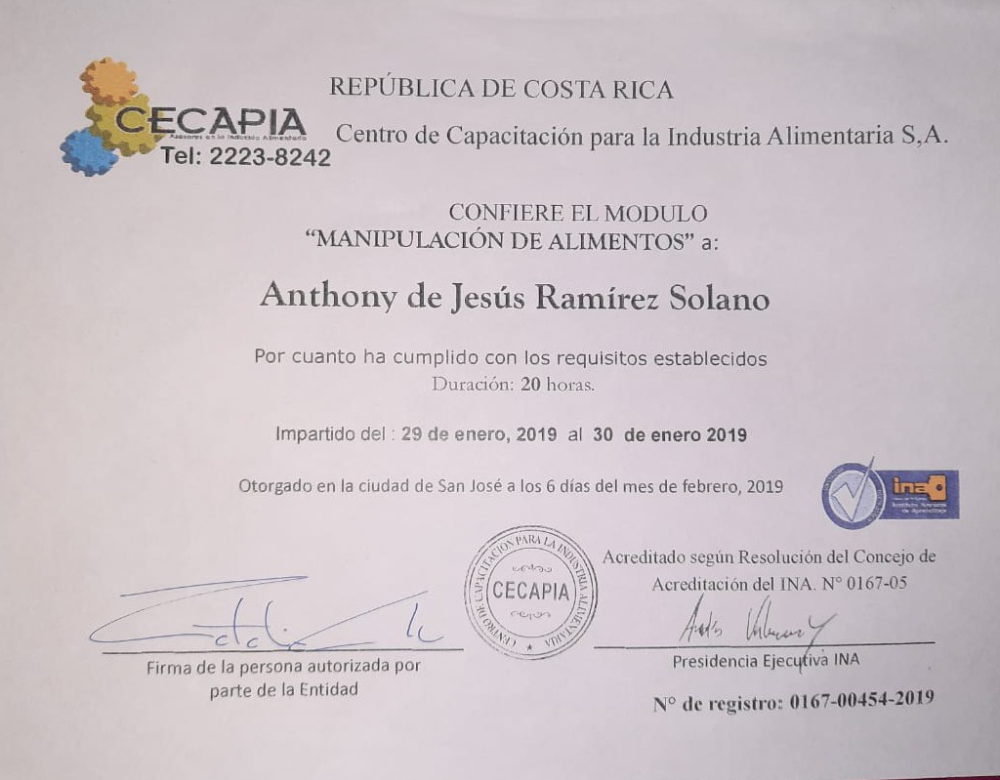 REPÚBLICA DE COSTA RICA
CECAPIA
Asesores en la Industria Alimentaria
Tel: 2223-8242
Centro de Capacitación para la Industria Alimentaria S,A.
CONFIERE EL MODULO
“MANIPULACIÓN DE ALIMENTOS” a:
Anthony de Jesús Ramírez Solano
Por cuanto ha cumplido con los requisitos establecidos
Duración: 20 horas.
Impartido del : 29 de enero, 2019 al 30 de enero 2019
Otorgado en la ciudad de San José a los 6 días del mes de febrero, 2019
ina
Instituto Nacional
de Aprendizaje
CENTRO DE CAPACITACION PARA LA INDUSTRIA ALIMENTARIA
CECAPIA
Acreditado según Resolución del Concejo de
Acreditación del INA. N° 0167-05
Firma de la persona autorizada por
parte de la Entidad
Presidencia Ejecutiva INA
N° de registro: 0167-00454-2019